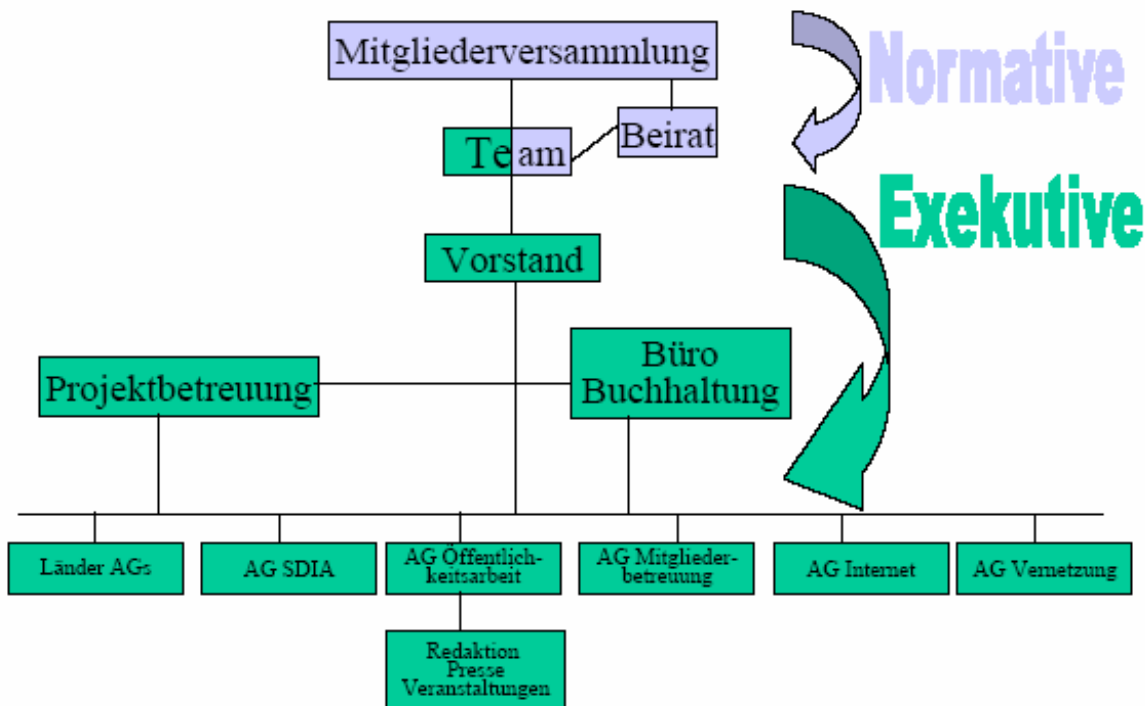 Mitgliederversammlung
Normative
Beirat
Team
Exekutive
Vorstand
Projektbetreuung
Büro
Buchhaltung
Länder AGs
AG SDIA
AG Öffentlich-
keitsarbeit
AG Mitglieder-
betreuung
AG Internet
AG Vernetzung
Redaktion
Presse
Veranstaltungen